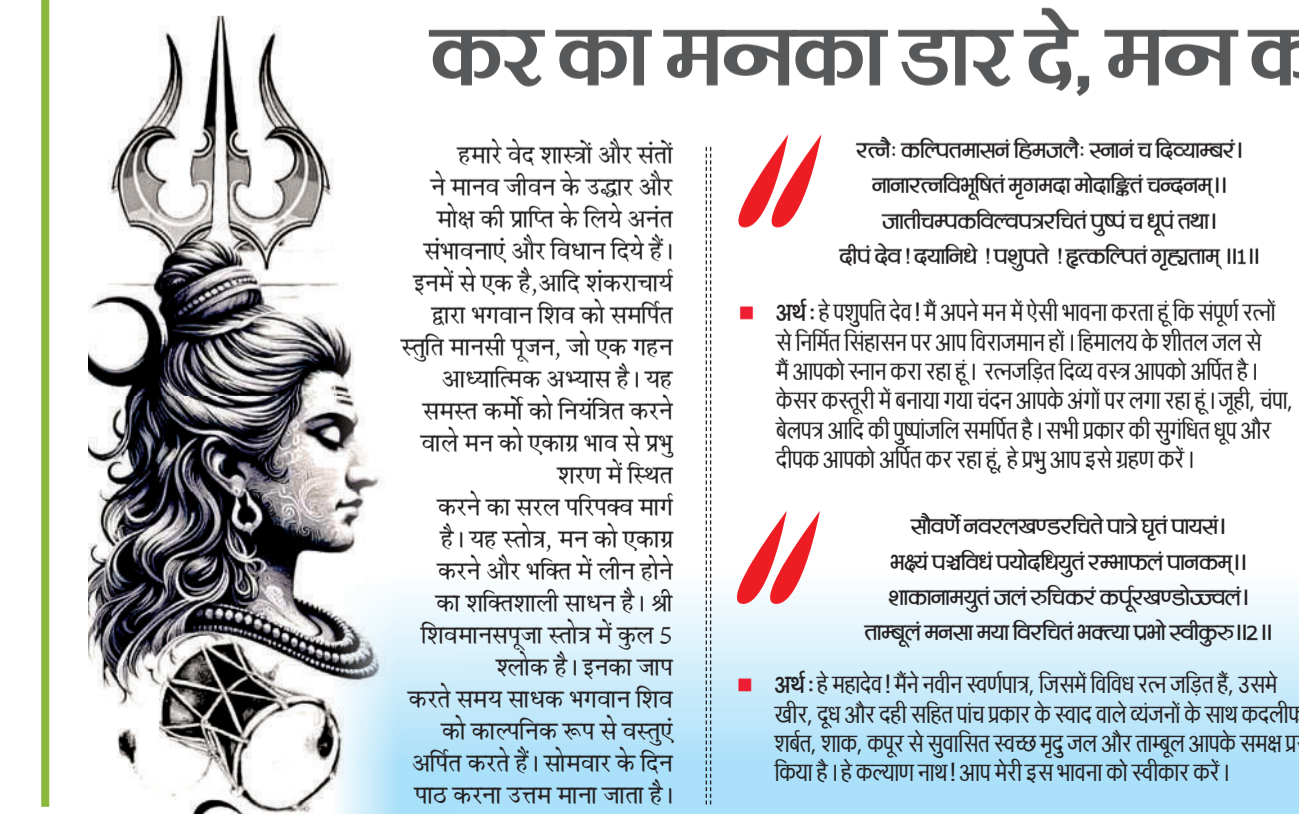 कर का मनका डार दे, मन
हमारे वेद शास्त्रों और संतों
ने मानव जीवन के उद्धार और
मोक्ष की प्राप्ति के लिये अनंत
संभावनाएं और विधान दिये हैं।
इनमें से एक है,आदि शंकराचार्य
द्वारा भगवान शिव को समर्पित
स्तुति मानसी पूजन, जो एक गहन
आध्यात्मिक अभ्यास है। यह
समस्त कर्मो को नियंत्रित करने
वाले मन को एकाग्र भाव से प्रभु
शरण में स्थित
करने का सरल परिपक्व मार्ग
है। यह स्तोत्र, मन को एकाग्र
करने और भक्ति में लीन होने
का शक्तिशाली साधन है। श्री
शिवमानसपूजा स्तोत्र में कुल 5
श्लोक है। इनका जाप
करते समय साधक भगवान शिव
को काल्पनिक रूप से वस्तुएं
अर्पित करते हैं। सोमवार के दिन
पाठ करना उत्तम माना जाता है।
रत्नैः कल्पितमासनं हिमजलैः स्नानं च दिव्याम्बरं।
नानारत्नविभूषितं मृगमदा मोदाङ्कितं चन्दनम्।।
जातीचम्पकविल्वपत्ररचितं पुष्पं च धूपं तथा।
दीपं देव ! दयानिधे ! पशुपते ! हृत्कल्पितं गृह्यताम् ॥1॥
■ अर्थ : हे पशुपति देव ! मैं अपने मन में ऐसी भावना करता हूं कि संपूर्ण रत्नों
से निर्मित सिंहासन पर आप विराजमान हों। हिमालय के शीतल जल से
मैं आपको स्नान करा रहा हूं। रत्नजड़ित दिव्य वस्त्र आपको अर्पित है।
केसर कस्तूरी में बनाया गया चंदन आपके अंगों पर लगा रहा हूं। जूही, चंपा,
बेलपत्र आदि की पुष्पांजलि समर्पित है। सभी प्रकार की सुगंधित धूप और
दीपक आपको अर्पित कर रहा हूं, हे प्रभु आप इसे ग्रहण करें।
सौवर्णे नवरलखण्डरचिते पात्रे घृतं पायसं।
भक्ष्यं पञ्चविधं पयोदधियुतं रम्भाफलं पानकम्।।
शाकानामयुतं जलं रुचिकरं कर्पूरखण्डोज्ज्वलं।
ताम्बूलं मनसा मया विरचितं भक्त्या प्रभो स्वीकुरु॥2॥
■ अर्थ : हे महादेव ! मैंने नवीन स्वर्णपात्र, जिसमें विविध रत्न जड़ित हैं, उसमे
खीर, दूध और दही सहित पांच प्रकार के स्वाद वाले व्यंजनों के साथ
शर्बत, शाक, कपूर से सुवासित स्वच्छ मृदु जल और ताम्बूल आपके समक्ष
किया है। हे कल्याण नाथ! आप मेरी इस भावना को स्वीकार करें।